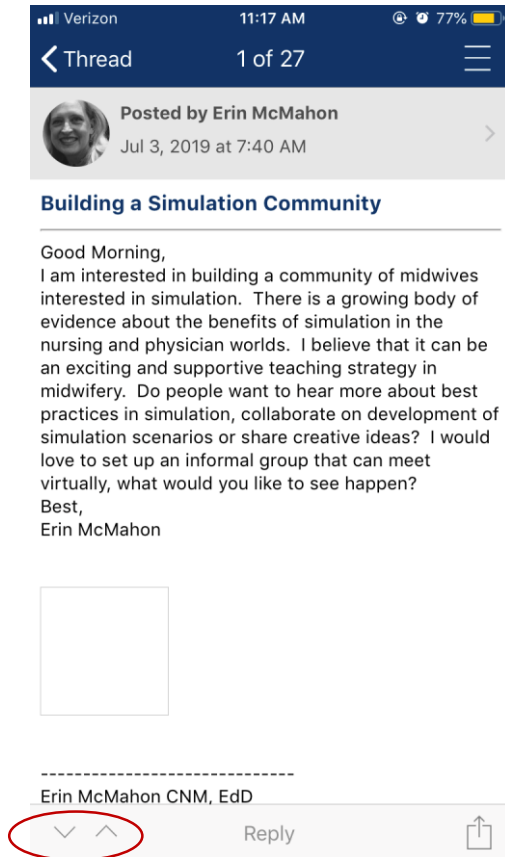 Verizon 11:17 AM 77%
Thread 1 of 27
Posted by Erin McMahon
Jul 3, 2019 at 7:40 AM
Building a Simulation Community
Good Morning,
I am interested in building a community of midwives
interested in simulation.  There is a growing body of
evidence about the benefits of simulation in the
nursing and physician worlds.  I believe that it can be
an exciting and supportive teaching strategy in
midwifery.  Do people want to hear more about best
practices in simulation, collaborate on development of
simulation scenarios or share creative ideas?  I would
love to set up an informal group that can meet
virtually, what would you like to see happen?
Best,
Erin McMahon
------------------------------
Erin McMahon CNM, EdD
Reply